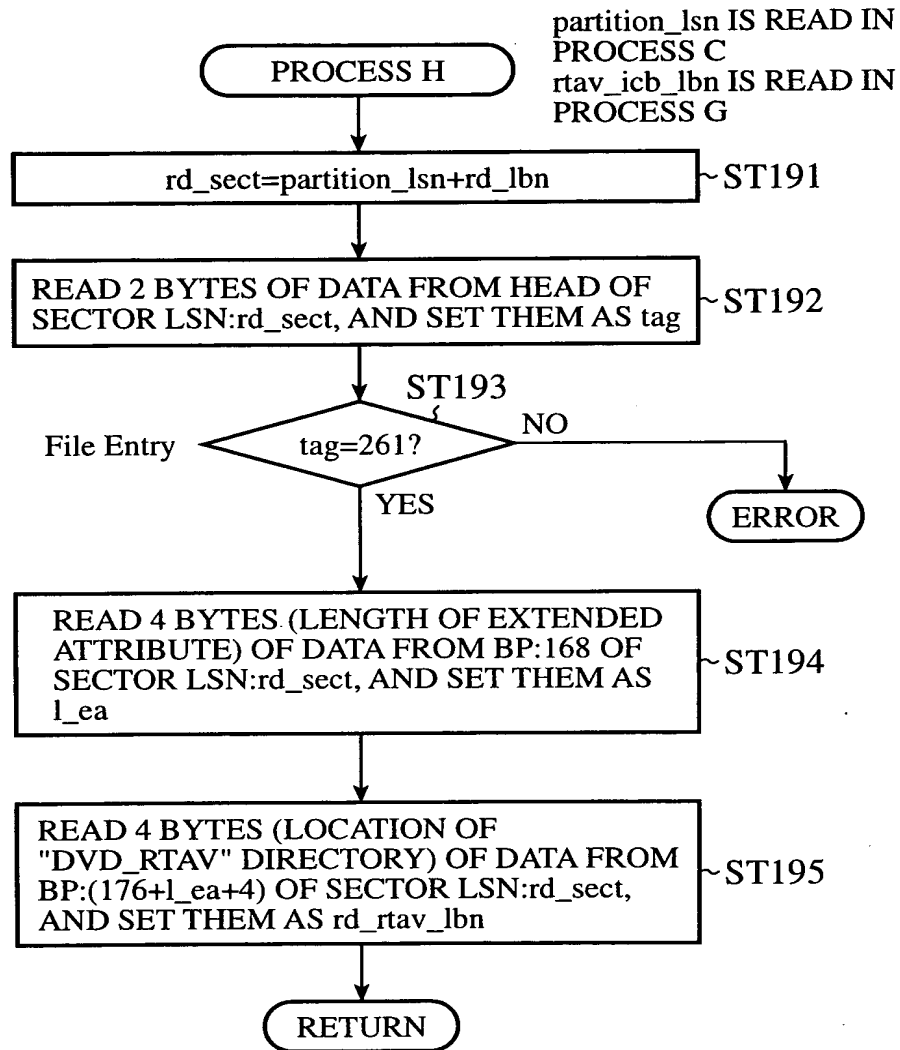 partition_lsn IS READ IN
PROCESS C
rtav_icb_lbn IS READ IN
PROCESS G
PROCESS H
rd_sect=partition_lsn+rd_lbn
~ST191
READ 2 BYTES OF DATA FROM HEAD OF
SECTOR LSN:rd_sect, AND SET THEM AS tag
~ST192
ST193
File Entry
tag=261?
NO
YES
ERROR
READ 4 BYTES (LENGTH OF EXTENDED
ATTRIBUTE) OF DATA FROM BP:168 OF
SECTOR LSN:rd_sect, AND SET THEM AS
l_ea
~ST194
READ 4 BYTES (LOCATION OF
"DVD_RTAV" DIRECTORY) OF DATA FROM
BP:(176+l_ea+4) OF SECTOR LSN:rd_sect,
AND SET THEM AS rd_rtav_lbn
~ST195
RETURN